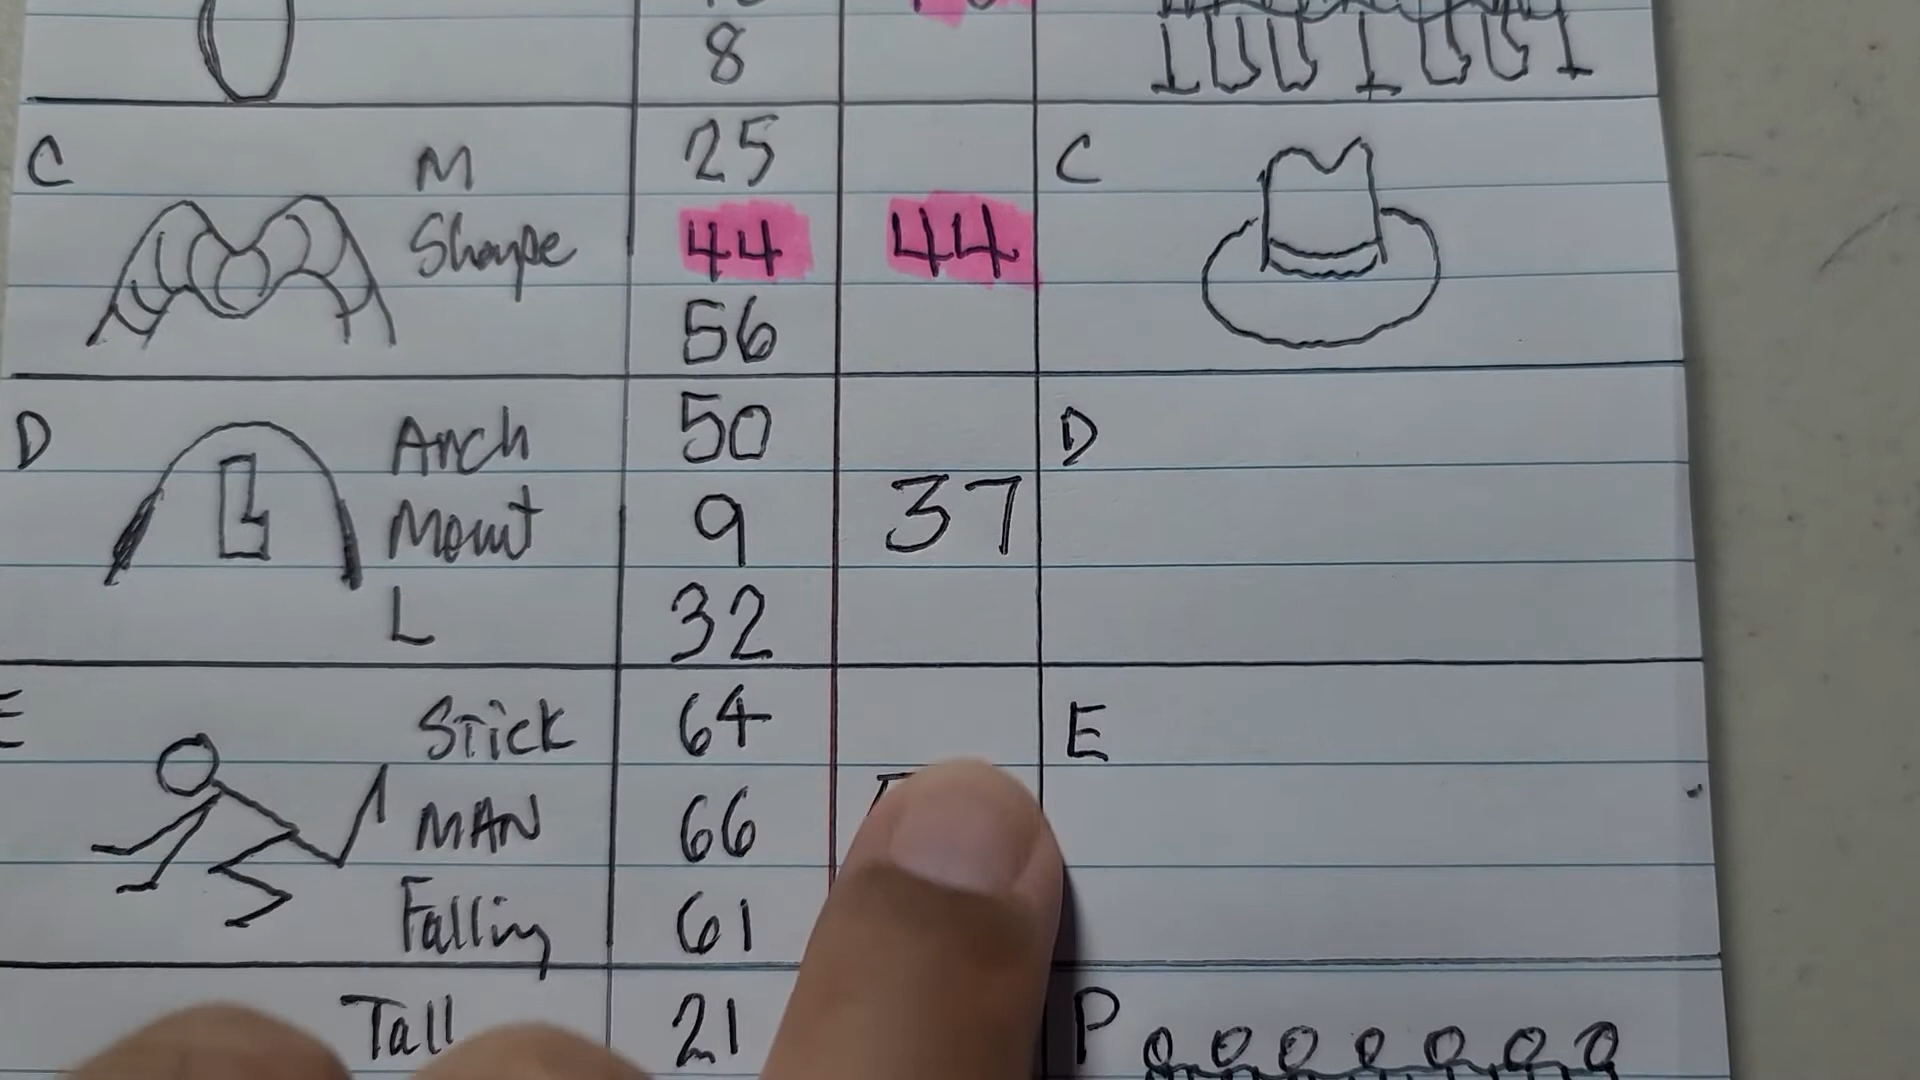 8
C
M
25
C
Shape
44
44
56
D
Arch
50
D
Mount
9
37
L
32
E
Stick
64
E
MAN
66
Falling
61
Tall
21
P